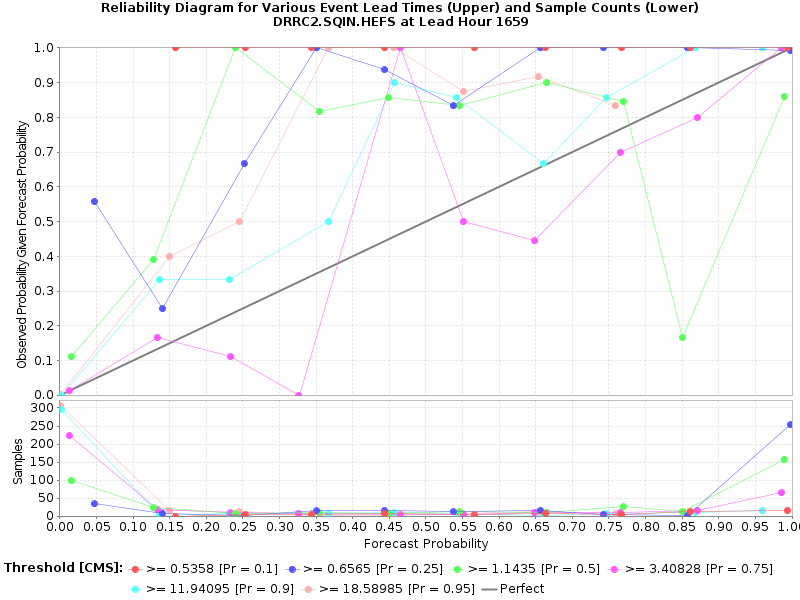 Reliability Diagram for Various Event Lead Times (Upper) and Sample Counts (Lower)
DRRC2.SQIN.HEFS at Lead Hour 1659
Observed Probability Given Forecast Probability
1.0
0.9
0.8
0.7
0.6
0.5
0.4
0.3
0.2
0.1
0.0
Samples
300
250
200
150
100
50
0
0.00 0.05 0.10 0.15 0.20 0.25 0.30 0.35 0.40 0.45 0.50 0.55 0.60 0.65 0.70 0.75 0.80 0.85 0.90 0.95 1.00
Forecast Probability
Threshold [CMS]: >= 0.5358 [Pr = 0.1] >= 0.6565 [Pr = 0.25] >= 1.1435 [Pr = 0.5] >= 3.40828 [Pr = 0.75]
>= 11.94095 [Pr = 0.9] >= 18.58985 [Pr = 0.95] Perfect